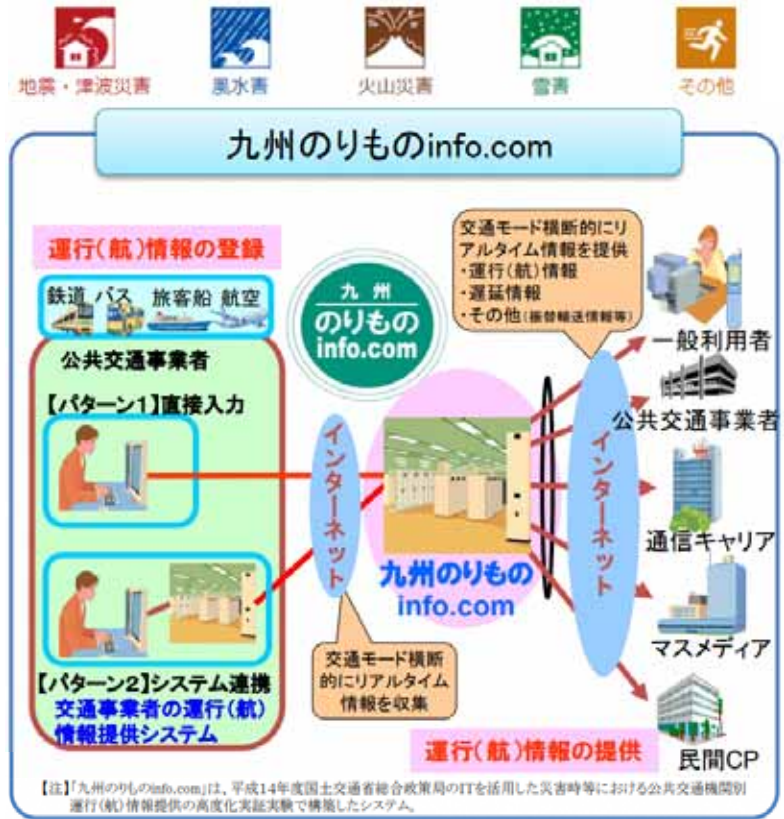 地震・津波災害
風水害
火山災害
雪害
その他
九州のりものinfo.com
運行(航)情報の登録
鉄道 バス 旅客船 航空
公共交通事業者
【パターン1】直接入力
【パターン2】システム連携
交通事業者の運行(航)
情報提供システム
九州
のりもの
info.com
インターネット
九州のりもの
info.com
交通モード横断
的にリアルタイム
情報を収集
交通モード横断的にリ
アルタイム情報を提供
・運行(航)情報
・遅延情報
・その他(振替輸送情報等)
インターネット
一般利用者
公共交通事業者
通信キャリア
マスメディア
民間CP
運行(航)情報の提供
【注】「九州のりものinfo.com」は、平成14年度国土交通省総合政策局のITを活用した災害時等における公共交通機関別
運行(航)情報提供の高度化実証実験で構築したシステム。